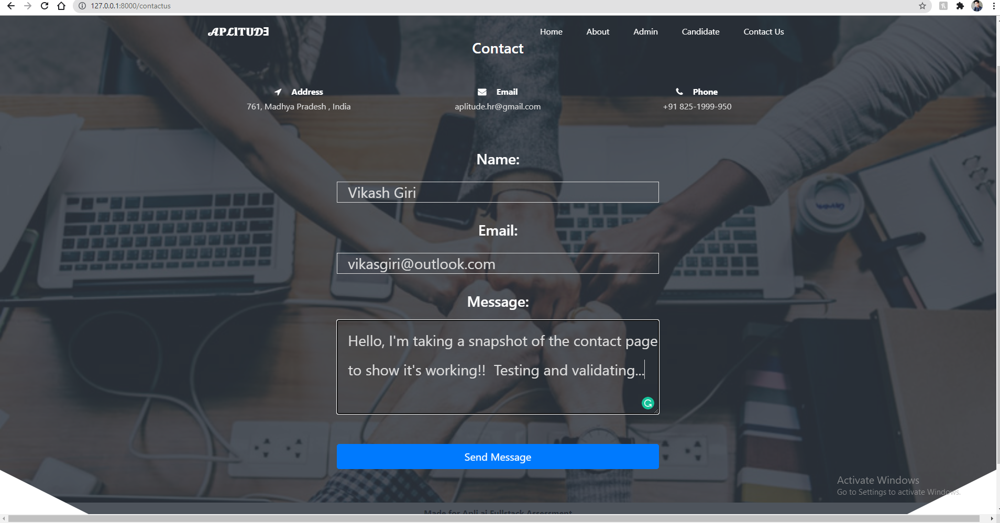 127.0.0.1:8000/contactus
APLITUDE
Home About Admin Candidate Contact Us
Contact
Address
761, Madhya Pradesh , India
Email
aplitude.hr@gmail.com
Phone
+91 825-1999-950
Name:
Vikash Giri
Email:
vikasgiri@outlook.com
Message:
Hello, I'm taking a snapshot of the contact page
to show it's working!!  Testing and validating...
Send Message
Activate Windows
Go to Settings to activate Windows.
Made for Apli.ai Fullstack Assessment